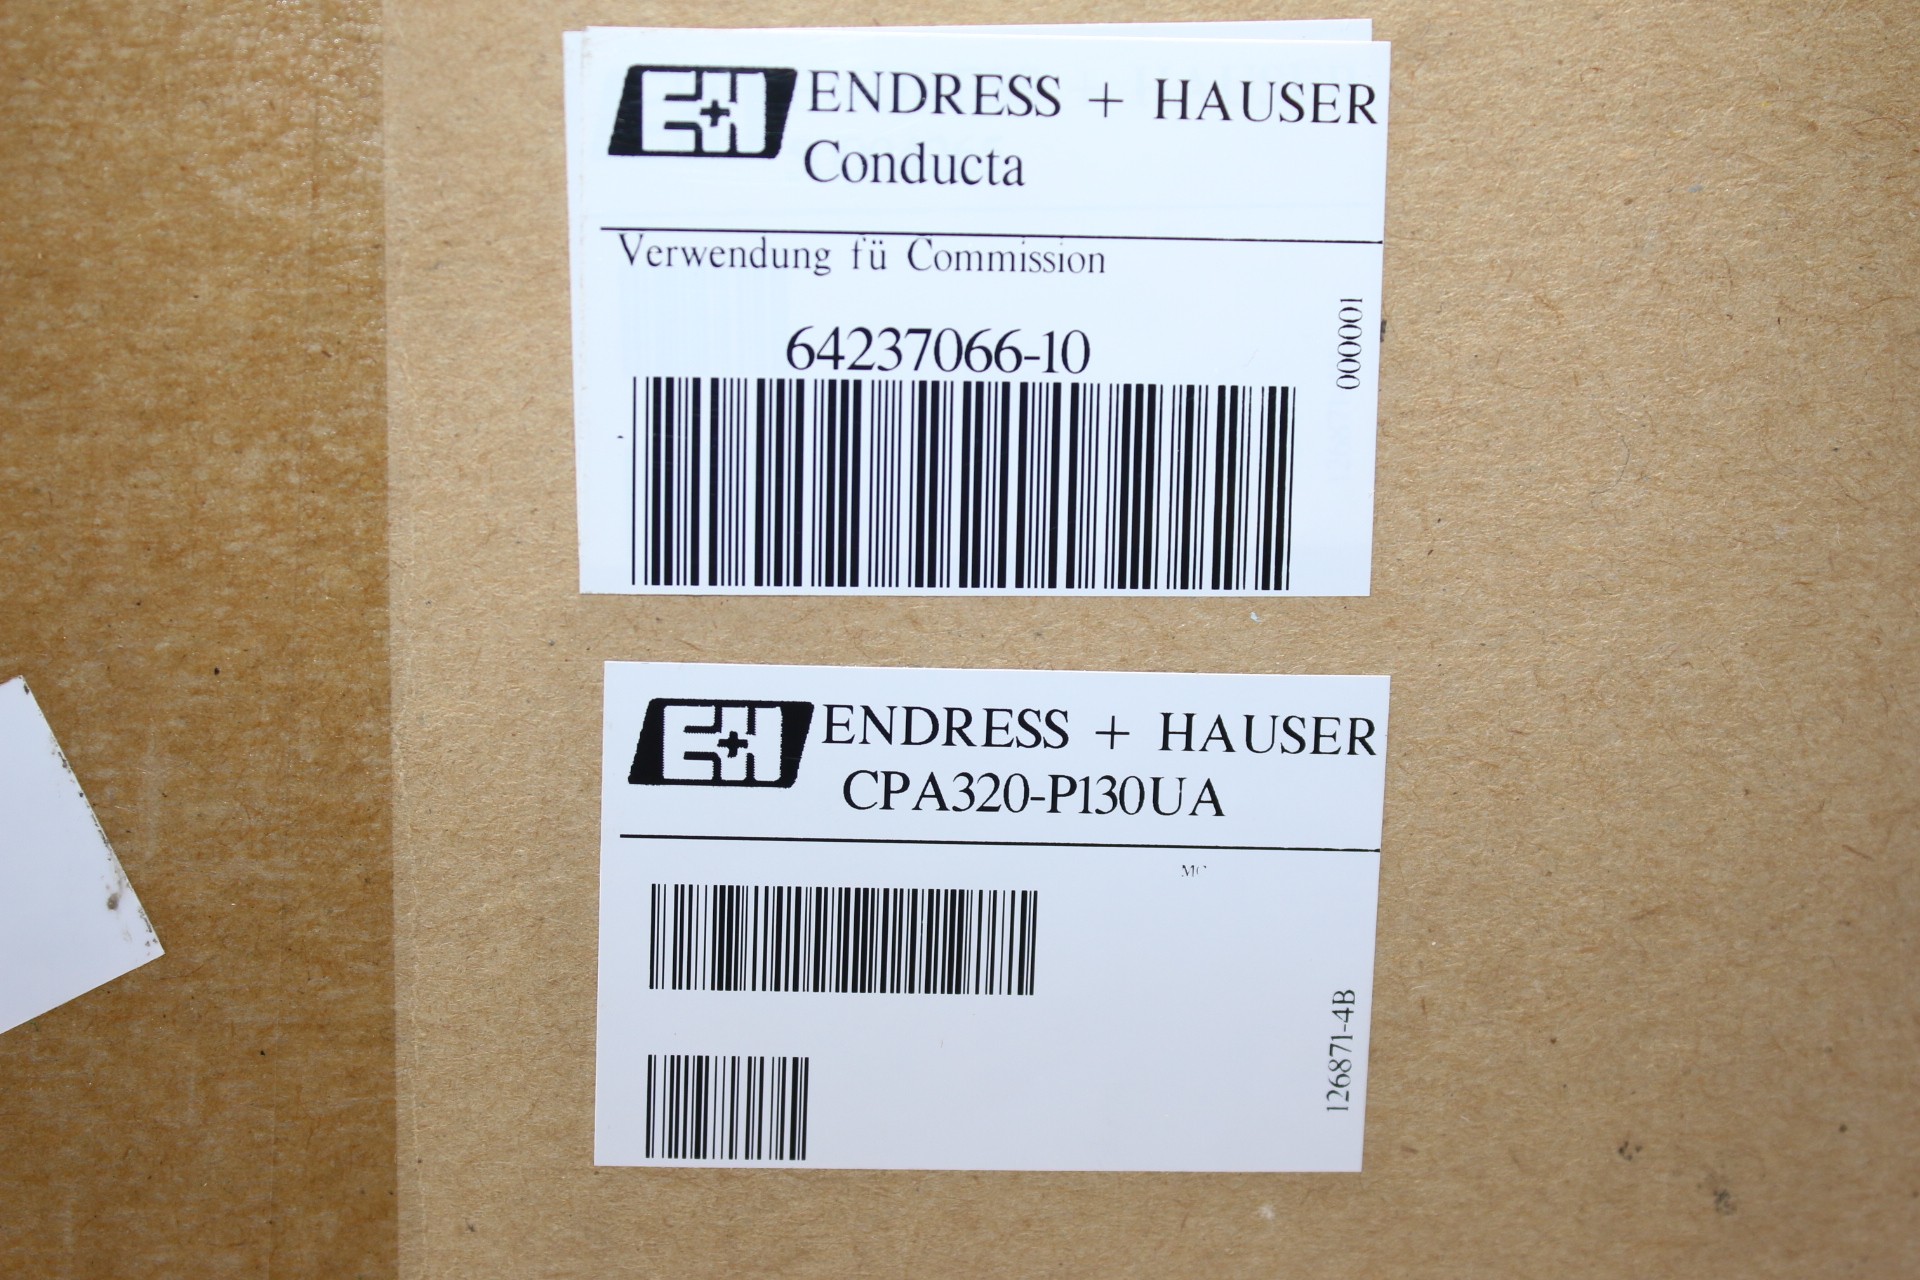 E+H ENDRESS + HAUSER
Conducta
Verwendung fü Commission
64237066-10
000001
E+H ENDRESS + HAUSER
CPA320-P130UA
MC
126871-4B